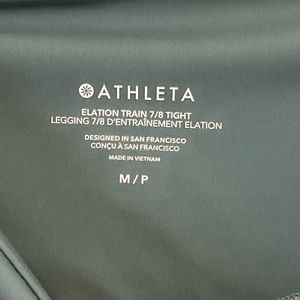 ATHLETA
ELATION TRAIN 7/8 TIGHT
LEGGING 7/8 D'ENTRAÎNEMENT ELATION
DESIGNED IN SAN FRANCISCO
CONÇU À SAN FRANCISCO
MADE IN VIETNAM
M/P